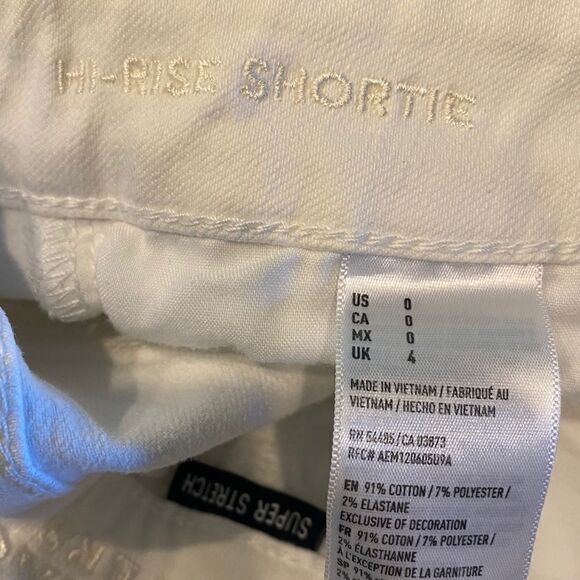 HI-RISE SHORTIE
US 0
CA 0
MX 0
UK 4
MADE IN VIETNAM / FABRIQUÉ AU
VIETNAM / HECHO EN VIETNAM
RN 54485 / CA 03873
RFC# AEM120605U9A
EN 91% COTTON / 7% POLYESTER /
2% ELASTANE
EXCLUSIVE OF DECORATION
FR 91% COTON / 7% POLYESTER /
2% ÉLASTHANNE
À L'EXCEPTION DE LA GARNITURE
SUPER STRETCH